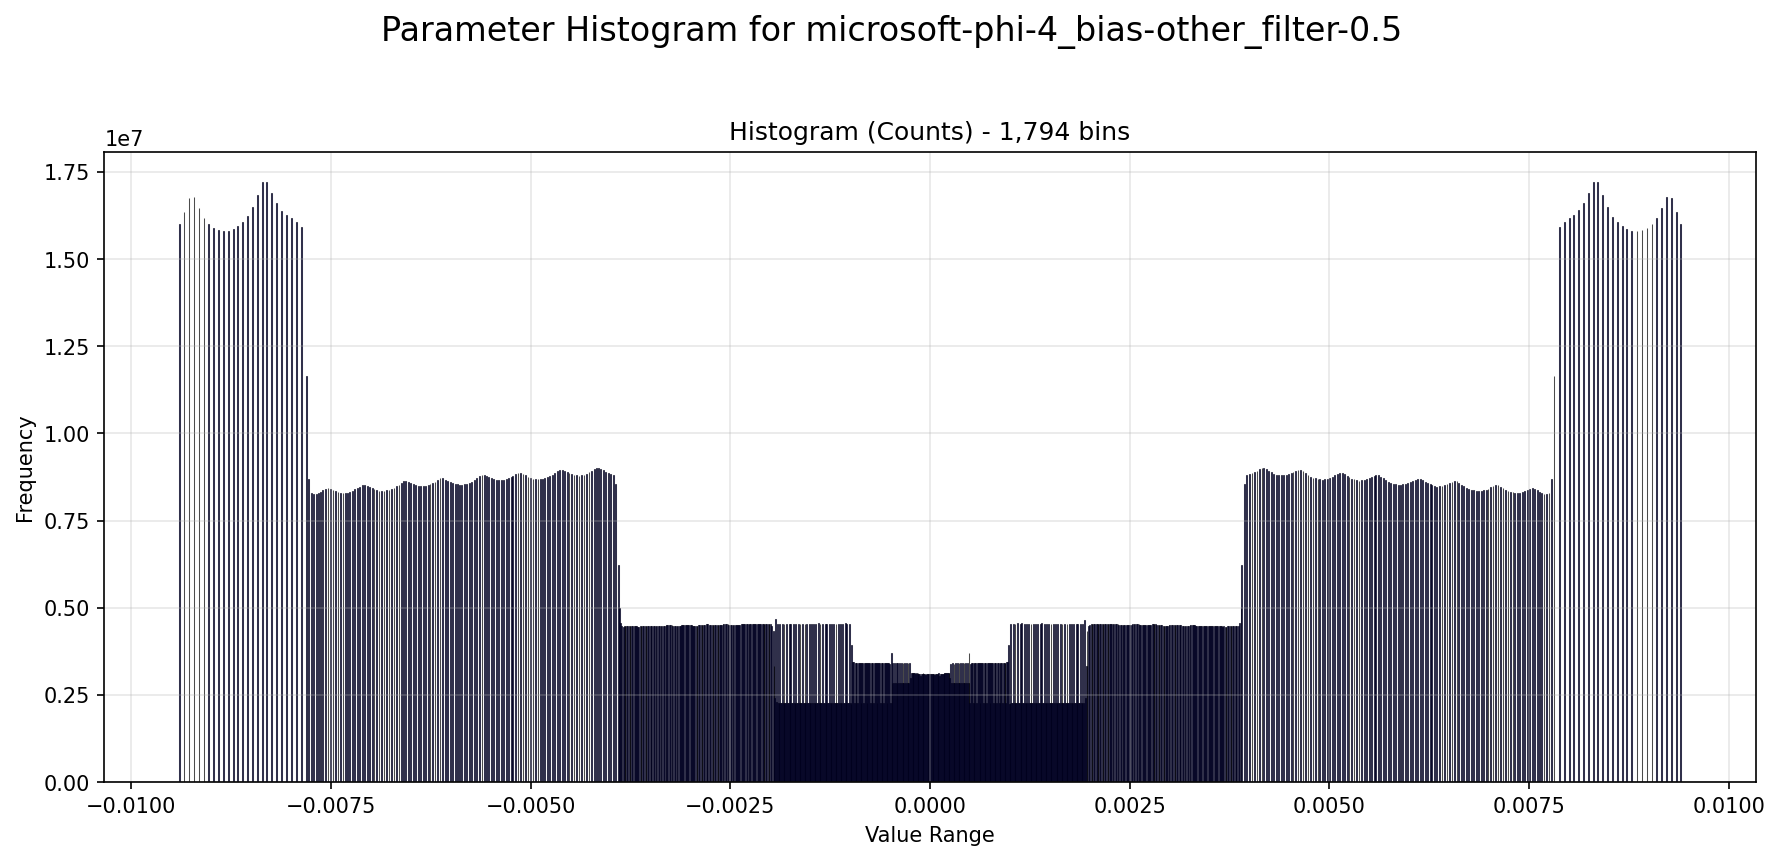 Parameter Histogram for microsoft-phi-4_bias-other_filter-0.5
Histogram (Counts) - 1,794 bins
1e7
1.75
1.50
1.25
1.00
0.75
0.50
0.25
0.00
Frequency
−0.0100 −0.0075 −0.0050 −0.0025 0.0000 0.0025 0.0050 0.0075 0.0100
Value Range